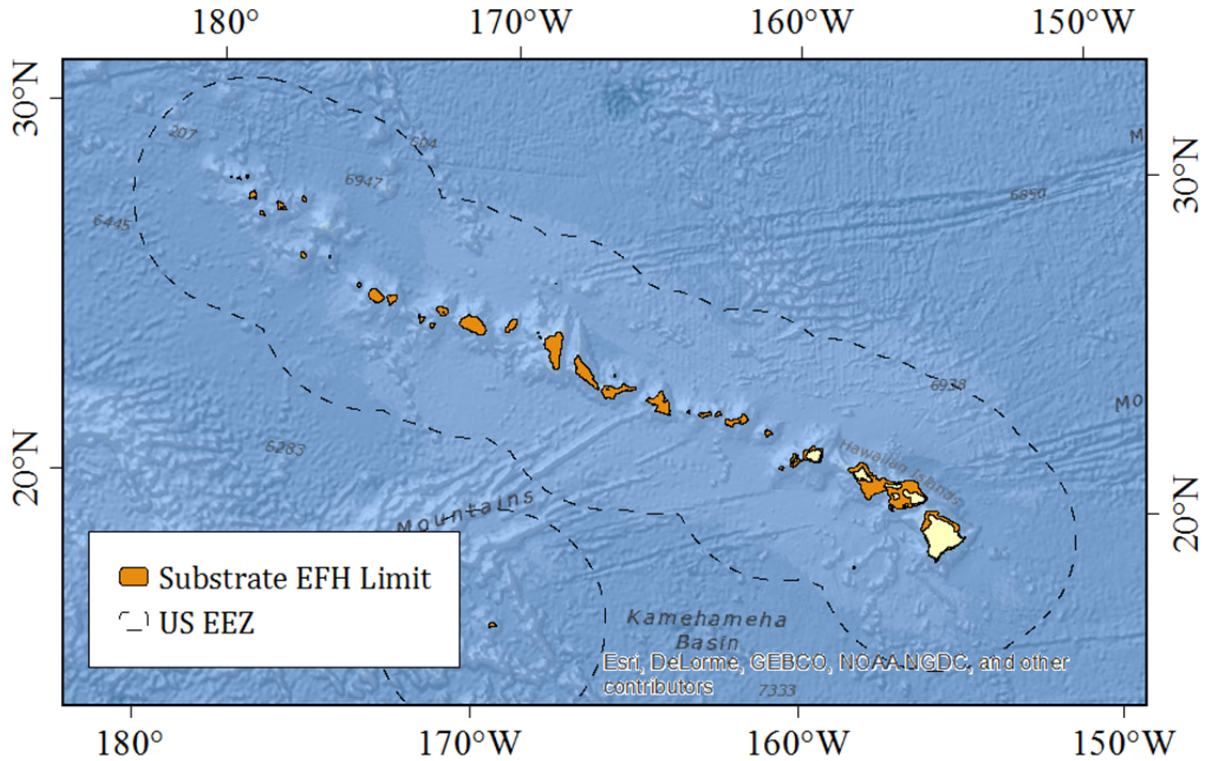 180° 170°W 160°W 150°W
30°N
30°N
207
604
6947
6850
6445
6938
6283
Hawaiian Islands
20°N
20°N
Mountains
Substrate EFH Limit
US EEZ
Kamehameha
Basin
Esri, DeLorme, GEBCO, NOAA NGDC, and other
contributors
7333
180° 170°W 160°W 150°W